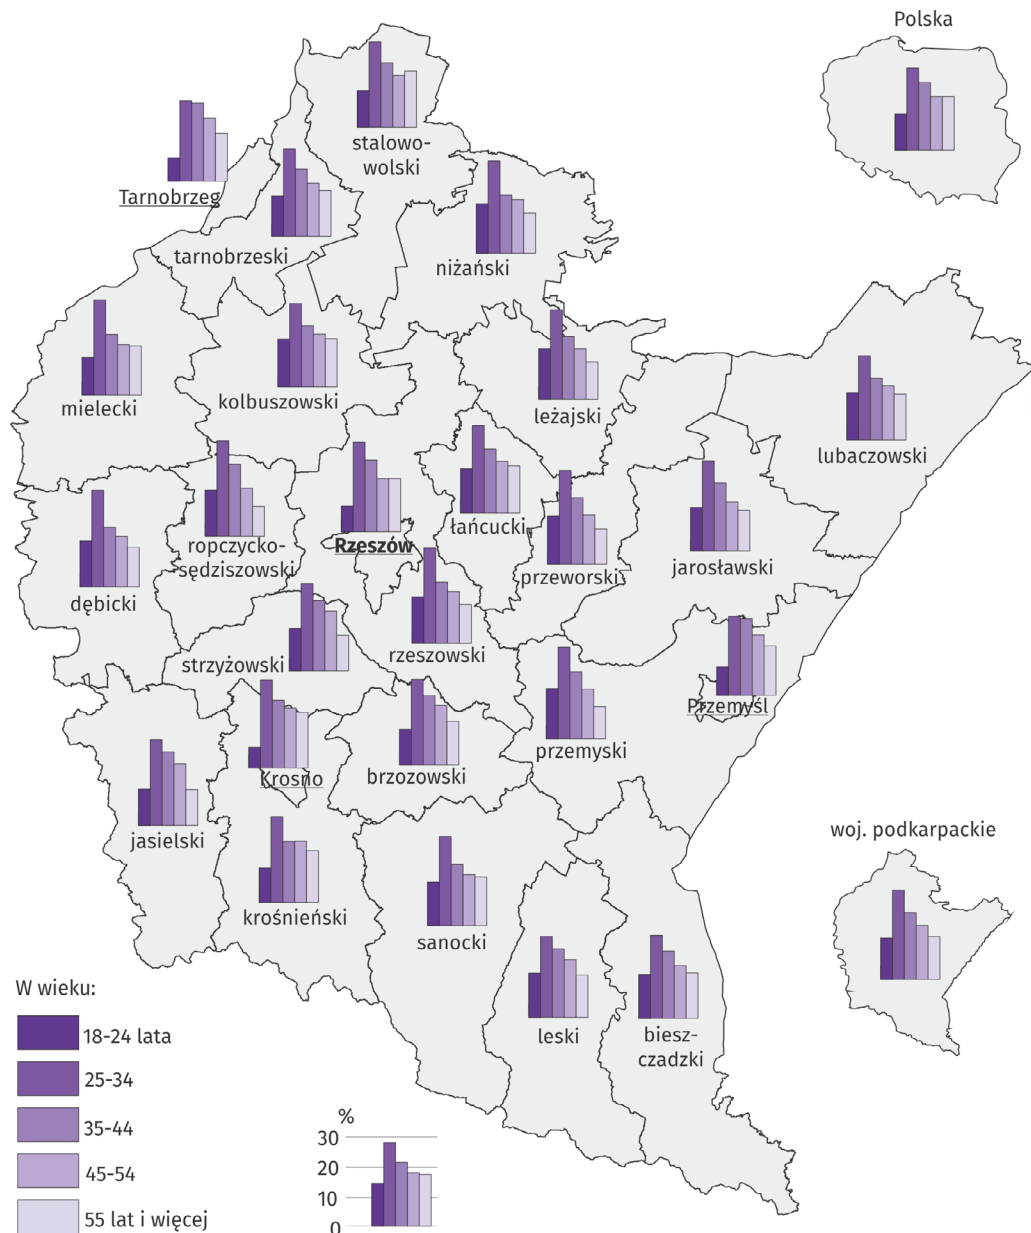 Polska
stalowo-
wolski
Tarnobrzeg
tarnobrzeski
niżański
mielecki
kolbuszowski
leżajski
lubaczowski
ropczycko-
sędziszowski
Rzeszów
łańcucki
przeworski
jarosławski
dębicki
strzyżowski
rzeszowski
Przemyśl
Krosno
brzozowski
przemyski
jasielski
woj. podkarpackie
krośnieński
sanocki
leski
biesz-
czadzki
W wieku:
18-24 lata
25-34
35-44
45-54
55 lat i więcej
%
30
20
10
0